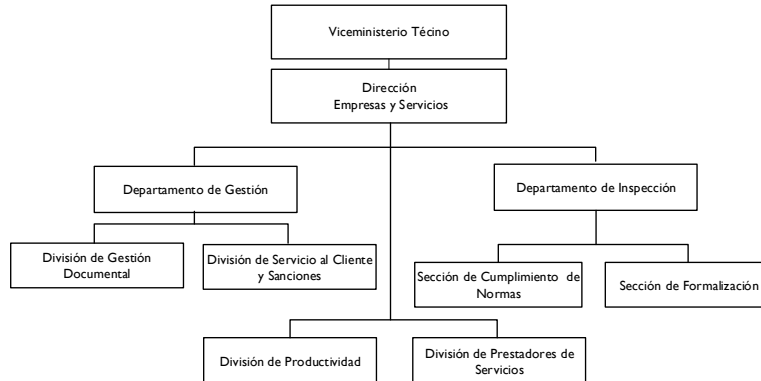 Viceministerio Técino
Dirección
Empresas y Servicios
Departamento de Gestión
Departamento de Inspección
División de Gestión
Documental
División de Servicio al Cliente
y Sanciones
Sección de Cumplimiento de
Normas
Sección de Formalización
División de Productividad
División de Prestadores de
Servicios